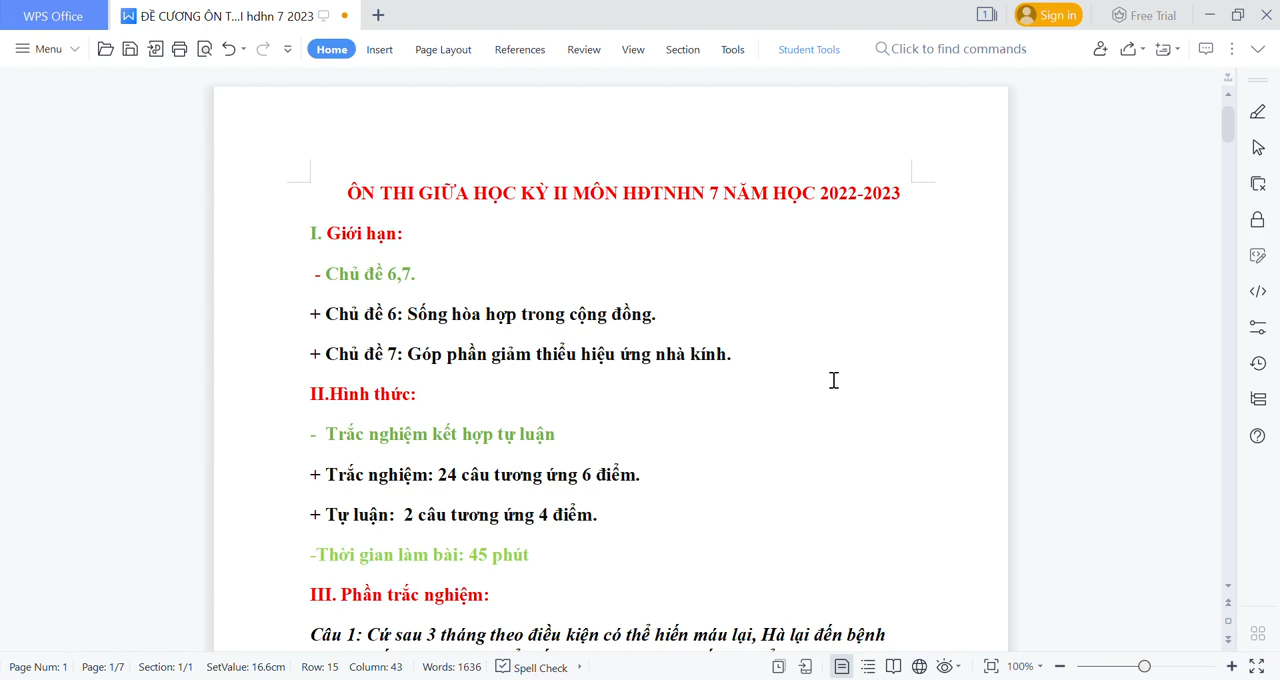 WPS Office
ĐỀ CƯƠNG ÔN T...I hdhn 7 2023
1
Sign in
Free Trial
Menu
Home
Insert
Page Layout
References
Review
View
Section
Tools
Student Tools
Click to find commands
ÔN THI GIỮA HỌC KỲ II MÔN HĐTNHN 7 NĂM HỌC 2022-2023
I. Giới hạn:
- Chủ đề 6,7.
+ Chủ đề 6: Sống hòa hợp trong cộng đồng.
+ Chủ đề 7: Góp phần giảm thiểu hiệu ứng nhà kính.
II.Hình thức:
- Trắc nghiệm kết hợp tự luận
+ Trắc nghiệm: 24 câu tương ứng 6 điểm.
+ Tự luận: 2 câu tương ứng 4 điểm.
-Thời gian làm bài: 45 phút
III. Phần trắc nghiệm:
Câu 1: Cứ sau 3 tháng theo điều kiện có thể hiến máu lại, Hà lại đến bệnh
Page Num: 1
Page: 1/7
Section: 1/1
SetValue: 16.6cm
Row: 15
Column: 43
Words: 1636
Spell Check
100%